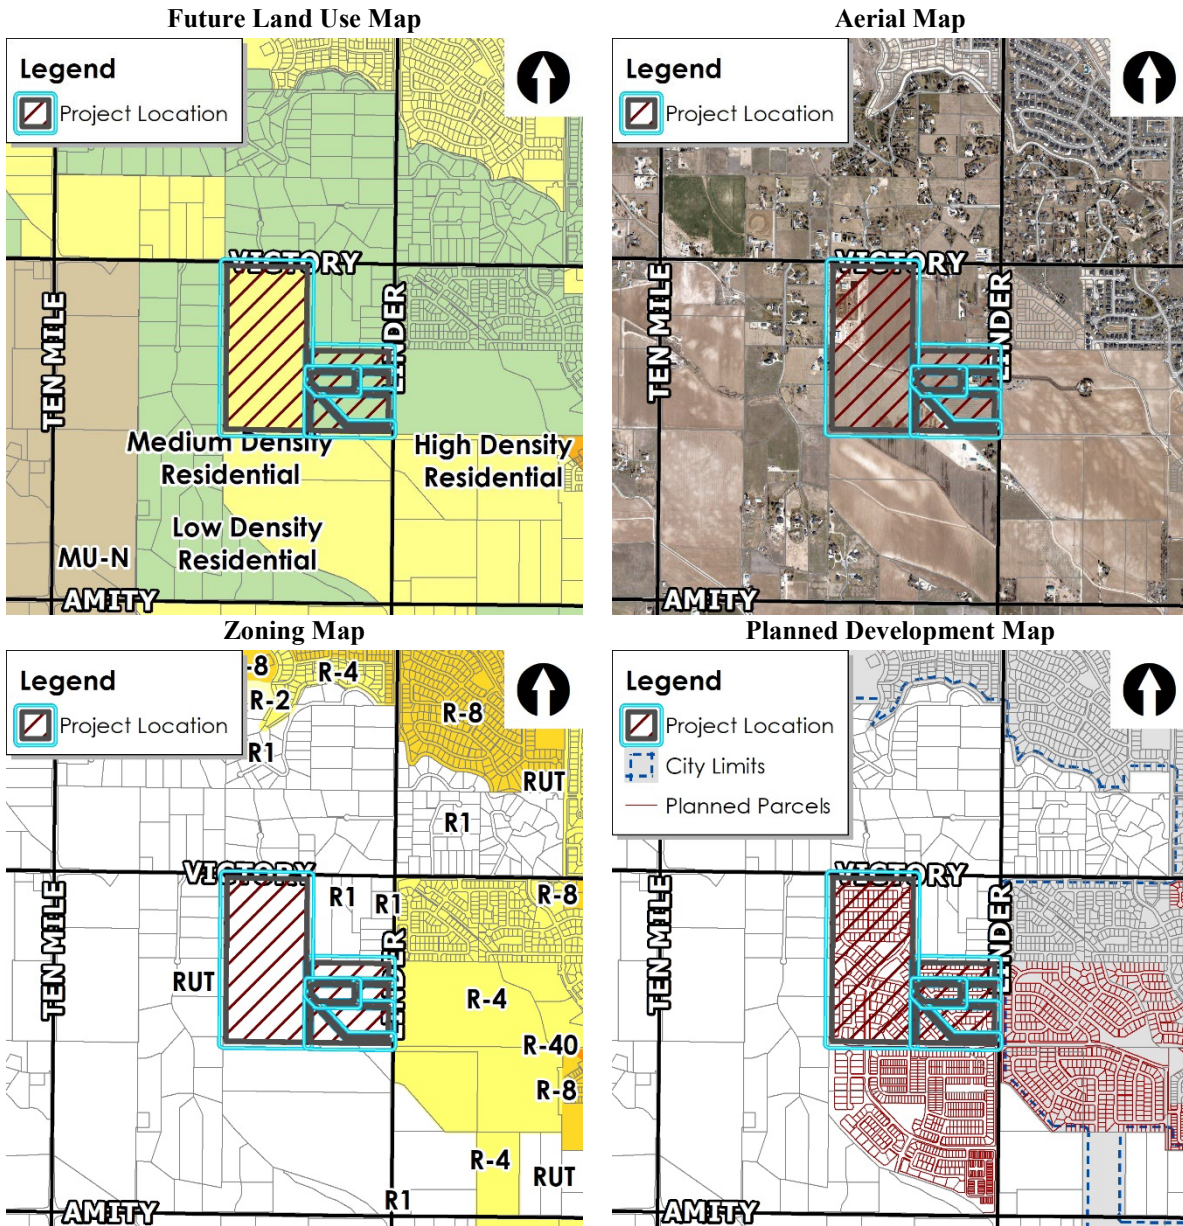 Future Land Use Map
Legend
Project Location
VICTORY
TEN MILE
LINDER
Medium Density
Residential
High Density
Residential
Low Density
Residential
MU-N
AMITY
Aerial Map
Legend
Project Location
VICTORY
TEN MILE
LINDER
AMITY
Zoning Map
Legend
Project Location
-8
R-4
R-2
R1
R-8
RUT
R1
VICTORY
R1
R1
R-8
TEN MILE
LINDER
RUT
R-4
R-40
R-8
R-4
RUT
R1
AMITY
Planned Development Map
Legend
Project Location
City Limits
Planned Parcels
VICTORY
TEN MILE
LINDER
AMITY